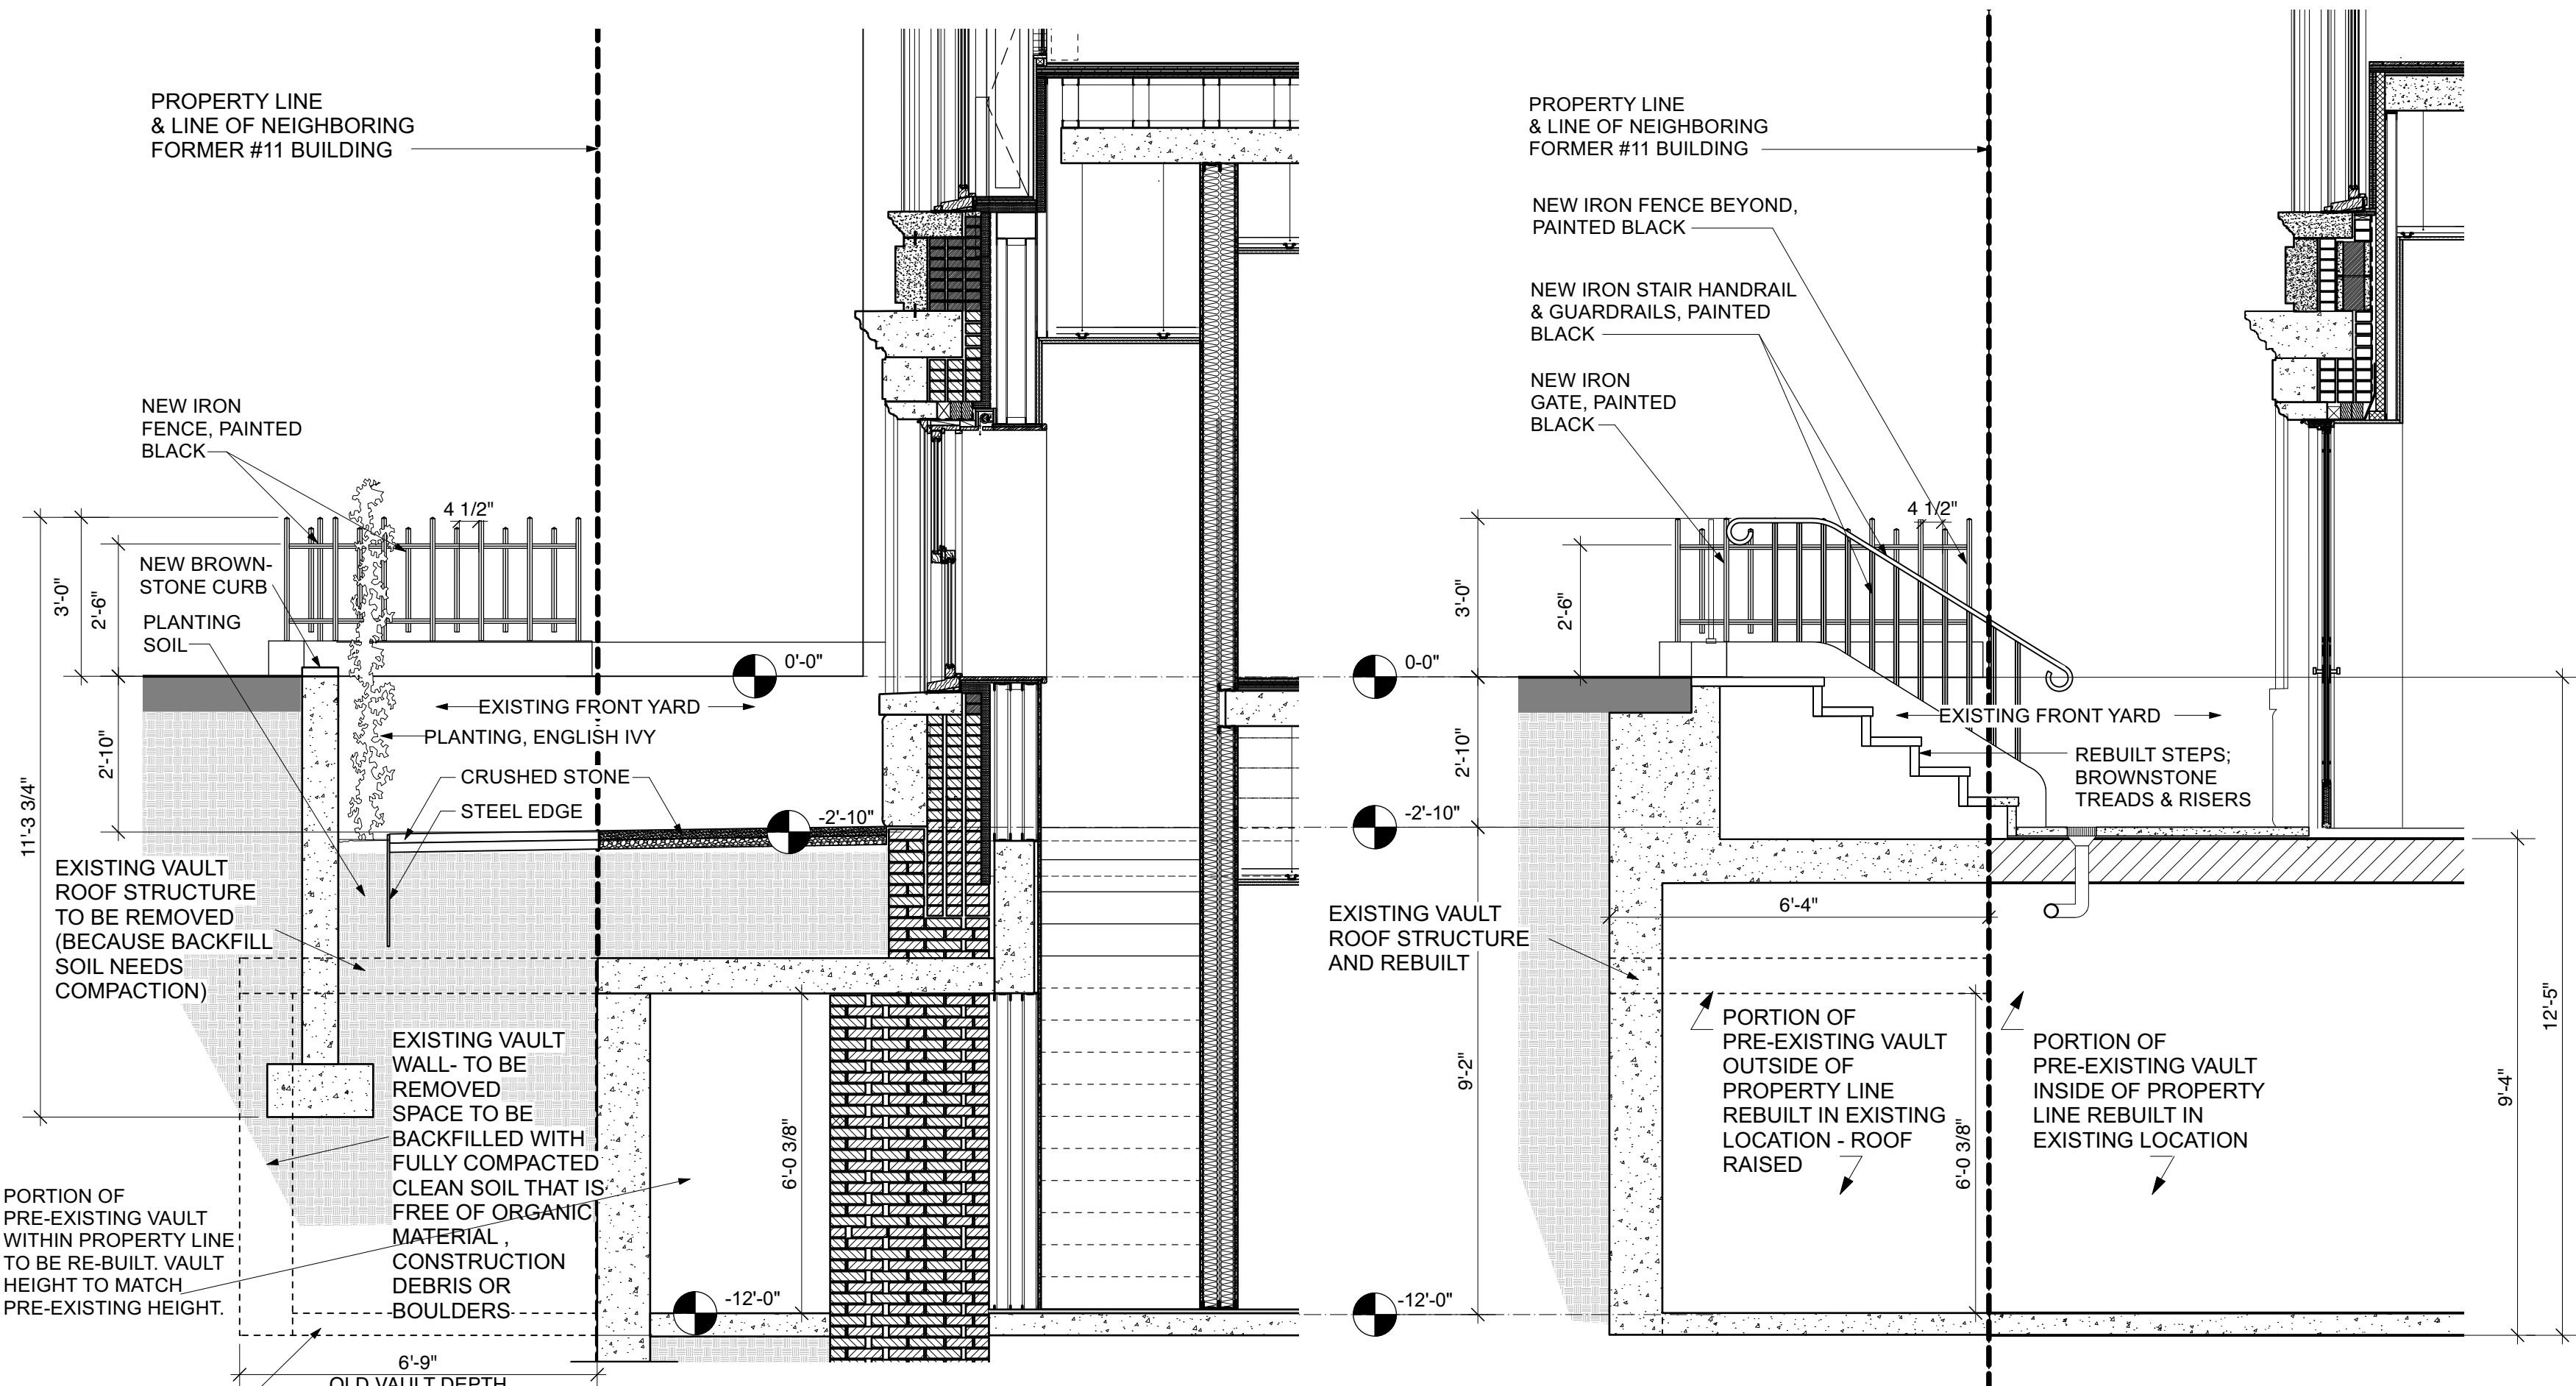 PROPERTY LINE
& LINE OF NEIGHBORING
FORMER #11 BUILDING
NEW IRON
FENCE, PAINTED
BLACK
4 1/2"
NEW BROWN-
STONE CURB
PLANTING
SOIL
3'-0"
2'-6"
2'-10"
11'-3 3/4"
0'-0"
EXISTING FRONT YARD
PLANTING, ENGLISH IVY
CRUSHED STONE
STEEL EDGE
-2'-10"
EXISTING VAULT
ROOF STRUCTURE
TO BE REMOVED
(BECAUSE BACKFILL
SOIL NEEDS
COMPACTION)
EXISTING VAULT
WALL- TO BE
REMOVED
SPACE TO BE
BACKFILLED WITH
FULLY COMPACTED
CLEAN SOIL THAT IS
FREE OF ORGANIC
MATERIAL ,
CONSTRUCTION
DEBRIS OR
BOULDERS
PORTION OF
PRE-EXISTING VAULT
WITHIN PROPERTY LINE
TO BE RE-BUILT. VAULT
HEIGHT TO MATCH
PRE-EXISTING HEIGHT.
6'-0 3/8"
-12'-0"
6'-9"
OLD VAULT DEPTH
PROPERTY LINE
& LINE OF NEIGHBORING
FORMER #11 BUILDING
NEW IRON FENCE BEYOND,
PAINTED BLACK
NEW IRON STAIR HANDRAIL
& GUARDRAILS, PAINTED
BLACK
NEW IRON
GATE, PAINTED
BLACK
4 1/2"
3'-0"
2'-6"
0-0"
2'-10"
-2'-10"
EXISTING FRONT YARD
REBUILT STEPS;
BROWNSTONE
TREADS & RISERS
6'-4"
EXISTING VAULT
ROOF STRUCTURE
AND REBUILT
PORTION OF
PRE-EXISTING VAULT
OUTSIDE OF
PROPERTY LINE
REBUILT IN EXISTING
LOCATION - ROOF
RAISED
PORTION OF
PRE-EXISTING VAULT
INSIDE OF PROPERTY
LINE REBUILT IN
EXISTING LOCATION
9'-2"
6'-0 3/8"
9'-4"
12'-5"
-12'-0"